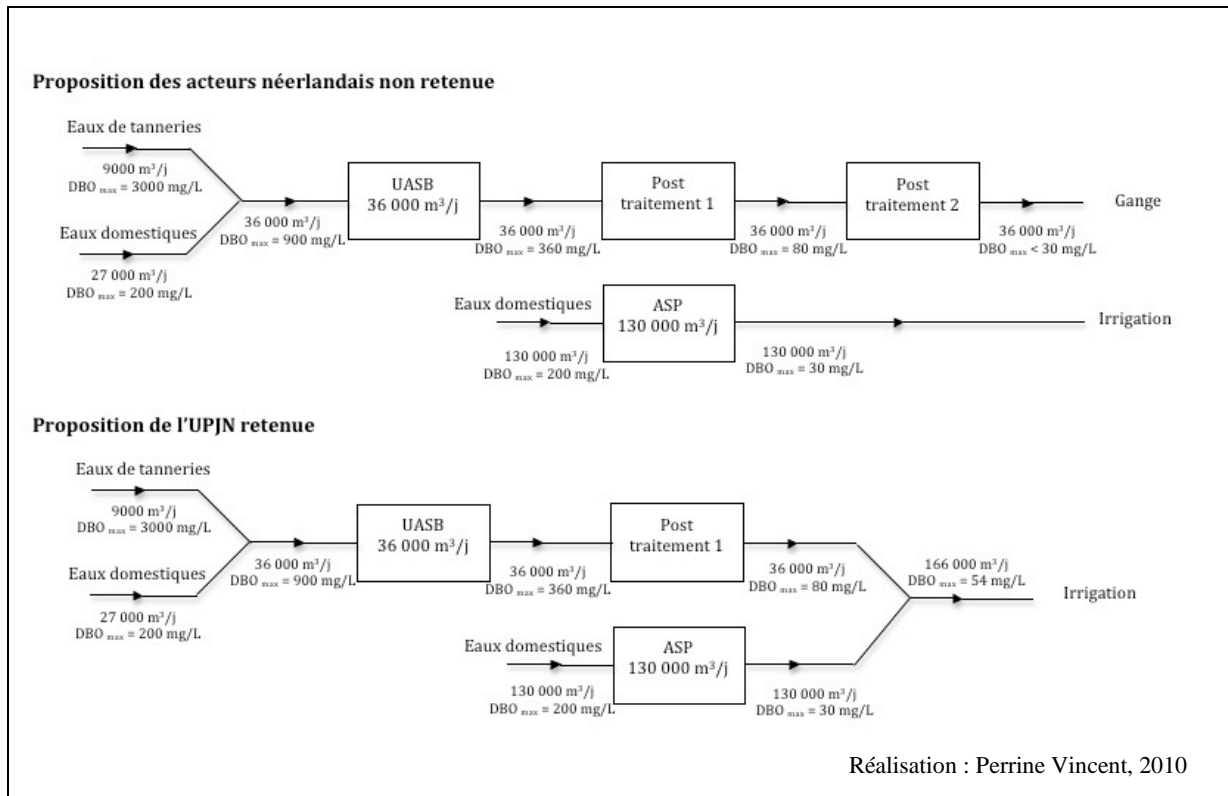 Proposition des acteurs néerlandais non retenue
Eaux de tanneries
9000 m³/j
DBO max = 3000 mg/L
Eaux domestiques
27 000 m³/j
DBO max = 200 mg/L
36 000 m³/j
DBO max = 900 mg/L
UASB
36 000 m³/j
36 000 m³/j
DBO max = 360 mg/L
Post
traitement 1
36 000 m³/j
DBO max = 80 mg/L
Post
traitement 2
36 000 m³/j
DBO max < 30 mg/L
Gange
Eaux domestiques
130 000 m³/j
DBO max = 200 mg/L
ASP
130 000 m³/j
130 000 m³/j
DBO max = 30 mg/L
Irrigation
Proposition de l'UPJN retenue
Eaux de tanneries
9000 m³/j
DBO max = 3000 mg/L
Eaux domestiques
27 000 m³/j
DBO max = 200 mg/L
36 000 m³/j
DBO max = 900 mg/L
UASB
36 000 m³/j
36 000 m³/j
DBO max = 360 mg/L
Post
traitement 1
36 000 m³/j
DBO max = 80 mg/L
Eaux domestiques
130 000 m³/j
DBO max = 200 mg/L
ASP
130 000 m³/j
130 000 m³/j
DBO max = 30 mg/L
166 000 m³/j
DBO max = 54 mg/L
Irrigation
Réalisation : Perrine Vincent, 2010